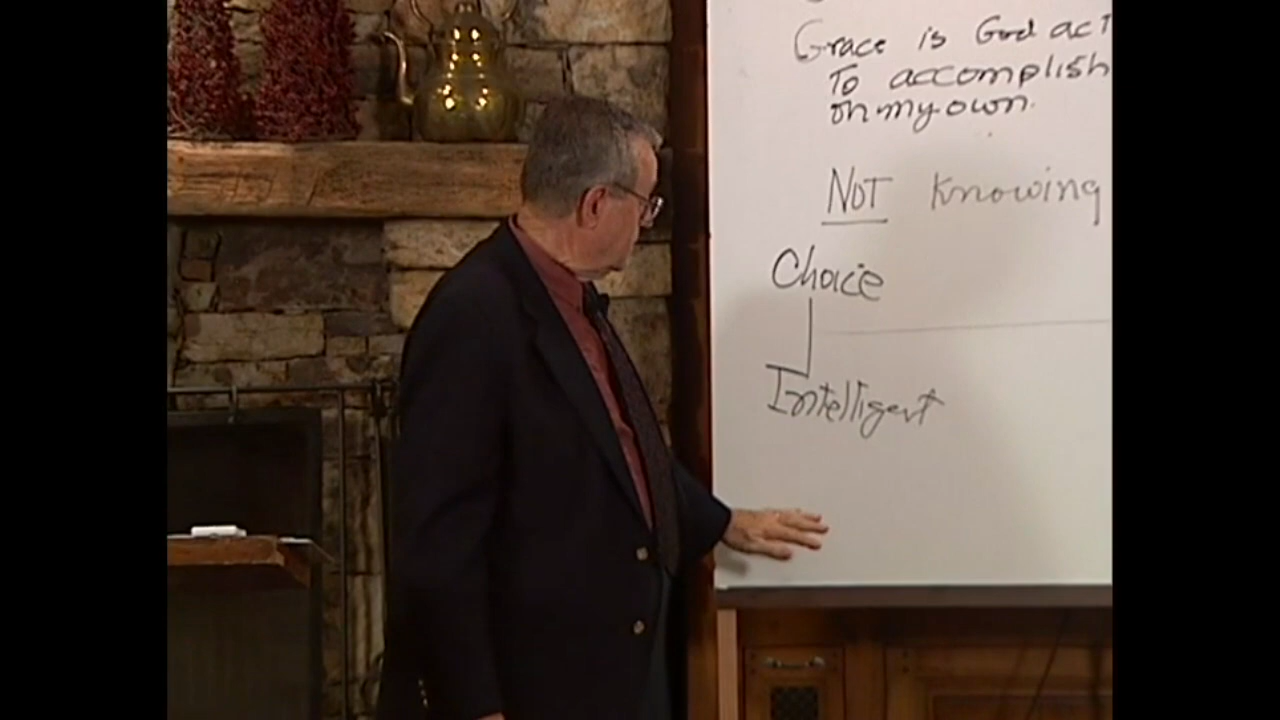 Grace is God act
To accomplish
on my own.
NOT Knowing
Choice
Intelligent